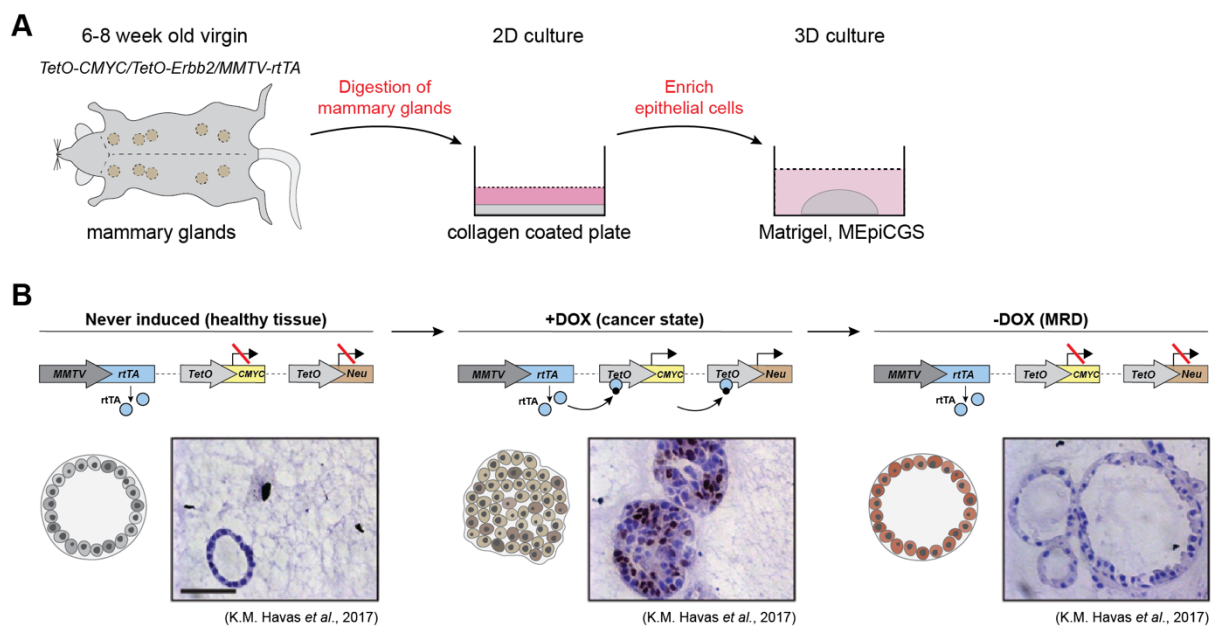 A
6-8 week old virgin
TetO-CMYC/TetO-Erbb2/MMTV-rtTA
mammary glands
Digestion of
mammary glands
2D culture
collagen coated plate
Enrich
epithelial cells
3D culture
Matrigel, MEpiCGS
B
Never induced (healthy tissue)
MMTV rtTA TetO CMYC TetO Neu
rtTA
(K.M. Havas et al., 2017)
+DOX (cancer state)
MMTV rtTA TetO CMYC TetO Neu
rtTA
(K.M. Havas et al., 2017)
-DOX (MRD)
MMTV rtTA TetO CMYC TetO Neu
rtTA
(K.M. Havas et al., 2017)